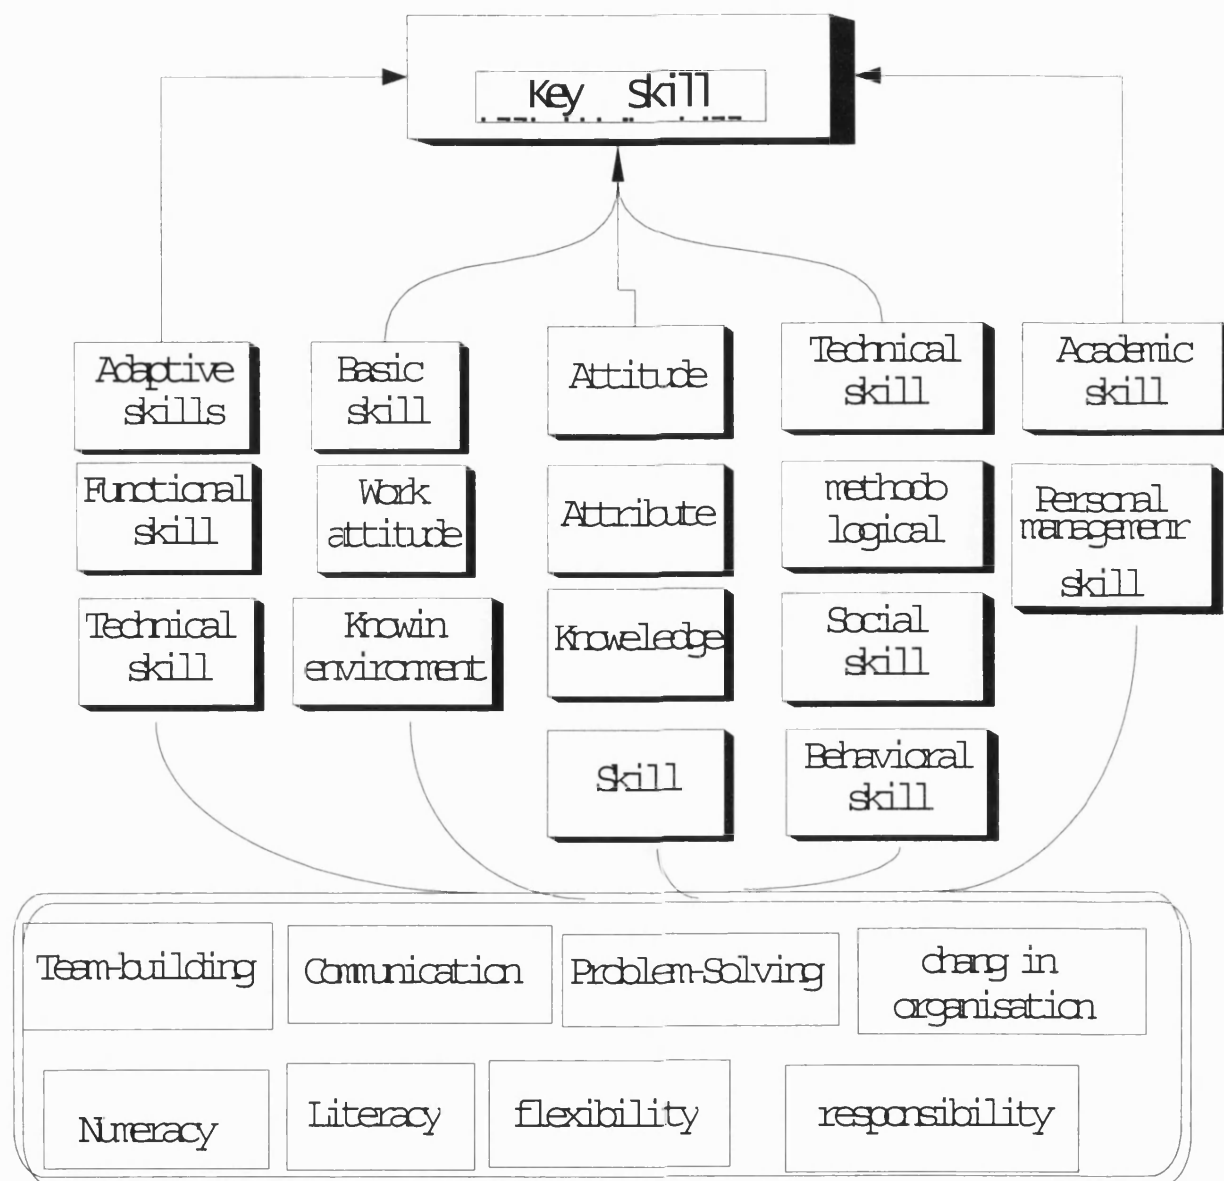 Key Skill
Adaptive
skills
Basic
skill
Attitude
Technical
skill
Academic
skill
Functional
skill
Work
attitude
Attribute
methodo
logical
Personal
managemenr
skill
Technical
skill
Knowin
environment
Knoweledge
Social
skill
Skill
Behavioral
skill
Team-building
Communication
Problem-Solving
chang in
organisation
Numeracy
Literacy
flexibility
responsibility